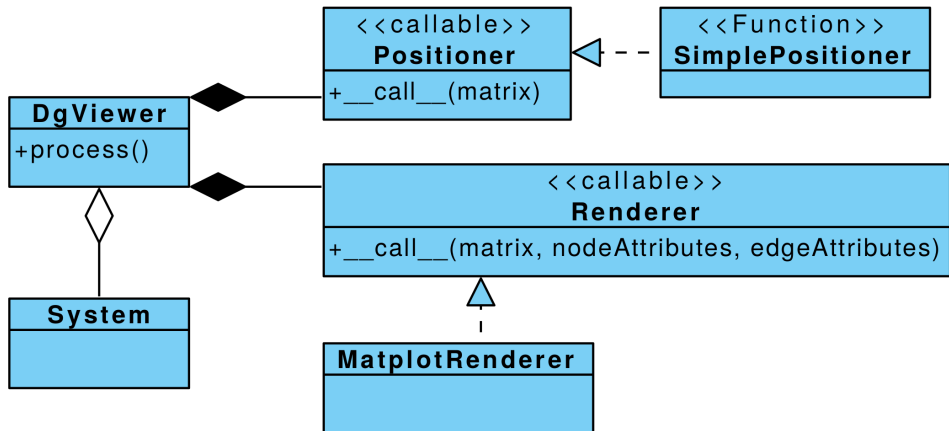 <<callable>>
Positioner
+__call__(matrix)
<<Function>>
SimplePositioner
DgViewer
+process()
<<callable>>
Renderer
+__call__(matrix, nodeAttributes, edgeAttributes)
System
MatplotRenderer